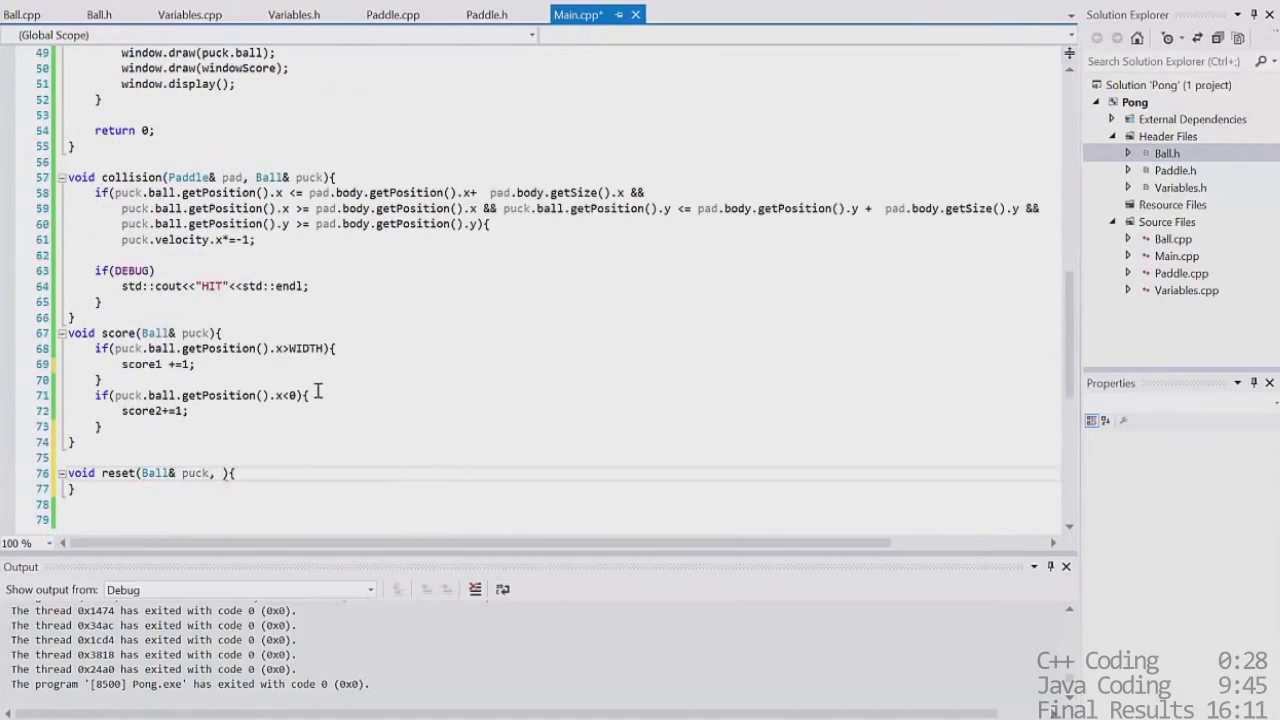 Ball.cpp Ball.h Variables.cpp Variables.h Paddle.cpp Paddle.h Main.cpp*
Solution Explorer
(Global Scope)
Search Solution Explorer (Ctrl+;)
Solution 'Pong' (1 project)
Pong
External Dependencies
Header Files
Ball.h
Paddle.h
Variables.h
Resource Files
Source Files
Ball.cpp
Main.cpp
Paddle.cpp
Variables.cpp
49 window.draw(puck.ball);
50 window.draw(windowScore);
51 window.display();
52 }
53
54 return 0;
55 }
56
57 void collision(Paddle& pad, Ball& puck){
58 if(puck.ball.getPosition().x <= pad.body.getPosition().x+ pad.body.getSize().x &&
59 puck.ball.getPosition().x >= pad.body.getPosition().x && puck.ball.getPosition().y <= pad.body.getPosition().y + pad.body.getSize().y &&
60 puck.ball.getPosition().y >= pad.body.getPosition().y){
61 puck.velocity.x*=-1;
62
63 if(DEBUG)
64 std::cout<<"HIT"<<std::endl;
65 }
66 }
67 void score(Ball& puck){
68 if(puck.ball.getPosition().x>WIDTH){
69 score1 +=1;
70 }
71 if(puck.ball.getPosition().x<0){
72 score2+=1;
73 }
74 }
75
76 void reset(Ball& puck, ){
77 }
78
79
100 %
Properties
Output
Show output from: Debug
The thread 0x1474 has exited with code 0 (0x0).
The thread 0x34ac has exited with code 0 (0x0).
The thread 0x1cd4 has exited with code 0 (0x0).
The thread 0x3818 has exited with code 0 (0x0).
The thread 0x24a0 has exited with code 0 (0x0).
The program '[8500] Pong.exe' has exited with code 0 (0x0).
C++ Coding 0:28
Java Coding 9:45
Final Results 16:11